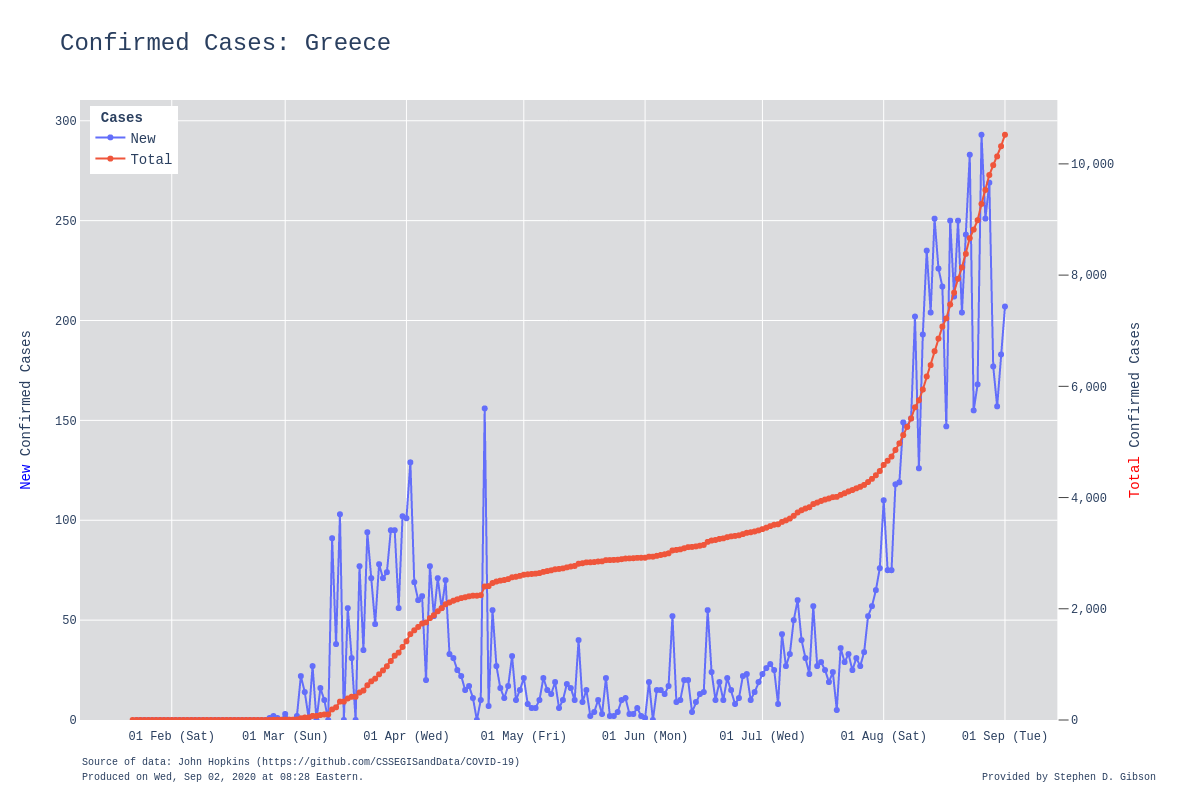 Confirmed Cases: Greece
Cases
New
Total
300
250
200
150
100
50
0
10,000
8,000
6,000
4,000
2,000
0
New Confirmed Cases
Total Confirmed Cases
01 Feb (Sat) 01 Mar (Sun) 01 Apr (Wed) 01 May (Fri) 01 Jun (Mon) 01 Jul (Wed) 01 Aug (Sat) 01 Sep (Tue)
Source of data: John Hopkins (https://github.com/CSSEGISandData/COVID-19)
Produced on Wed, Sep 02, 2020 at 08:28 Eastern.
Provided by Stephen D. Gibson